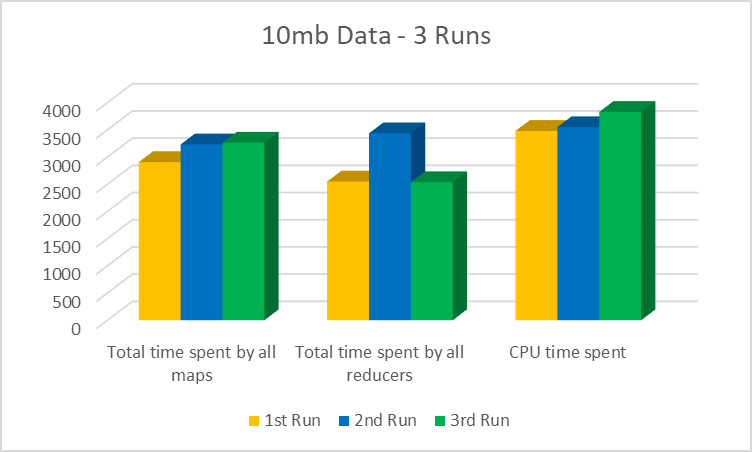 10mb Data - 3 Runs
4000
3500
3000
2500
2000
1500
1000
500
0
Total time spent by all
maps
Total time spent by all
reducers
CPU time spent
1st Run
2nd Run
3rd Run